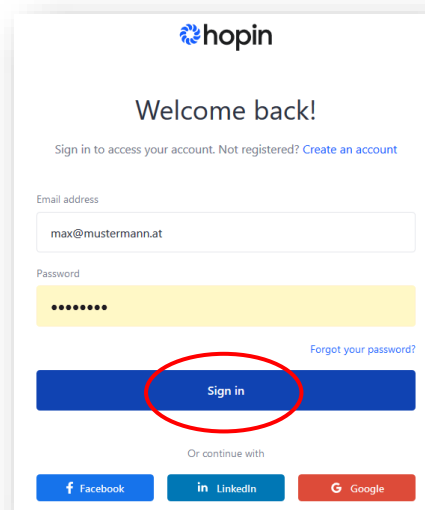 hopin
Welcome back!
Sign in to access your account. Not registered? Create an account
Email address
max@mustermann.at
Password
••••••••
Forgot your password?
Sign in
Or continue with
Facebook
in LinkedIn
G Google